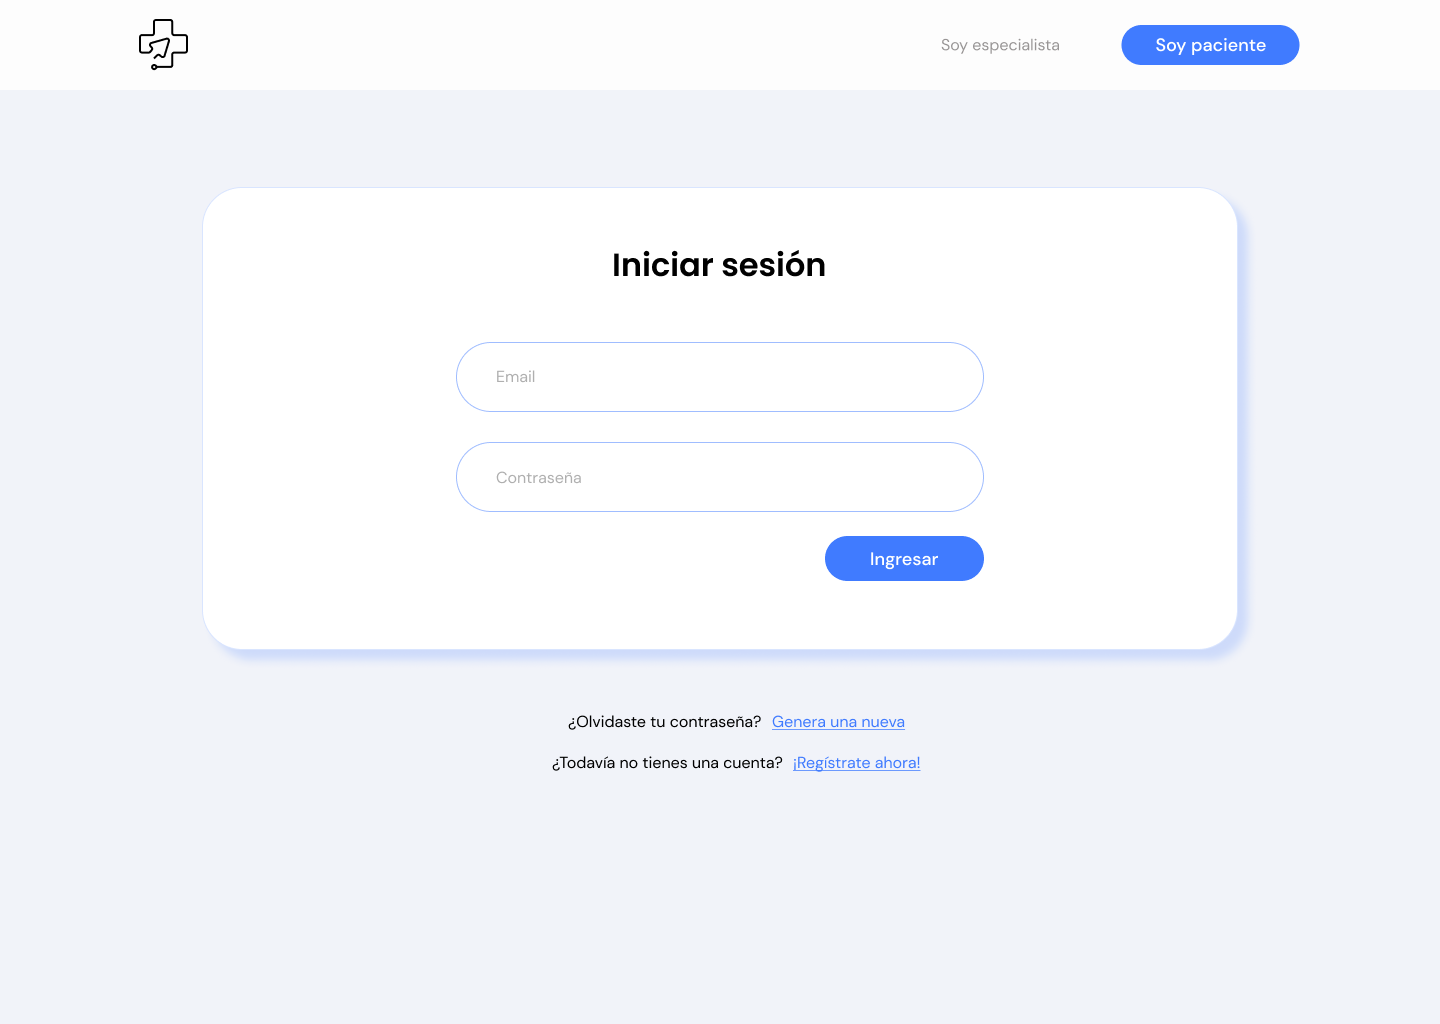 Soy especialista
Soy paciente
Iniciar sesión
Email
Contraseña
Ingresar
¿Olvidaste tu contraseña? Genera una nueva
¿Todavía no tienes una cuenta? ¡Regístrate ahora!